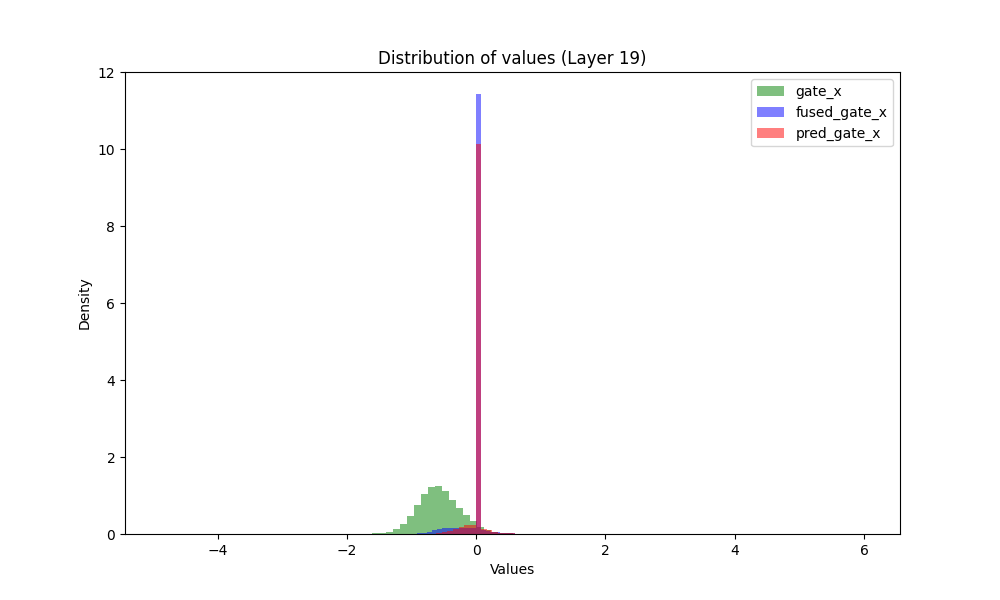 Distribution of values (Layer 19)
12
10
8
6
4
2
0
Density
gate_x
fused_gate_x
pred_gate_x
−4
−2
0
2
4
6
Values